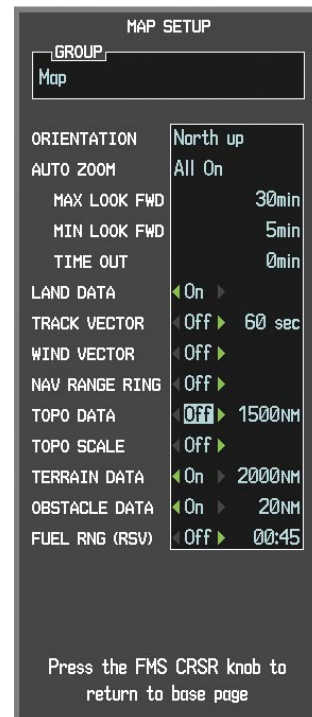 MAP SETUP
GROUP
Map
ORIENTATION North up
AUTO ZOOM All On
MAX LOOK FWD 30min
MIN LOOK FWD 5min
TIME OUT 0min
LAND DATA On
TRACK VECTOR Off 60 sec
WIND VECTOR Off
NAV RANGE RING Off
TOPO DATA Off 1500NM
TOPO SCALE Off
TERRAIN DATA On 2000NM
OBSTACLE DATA On 20NM
FUEL RNG (RSV) Off 00:45
Press the FMS CRSR knob to
return to base page